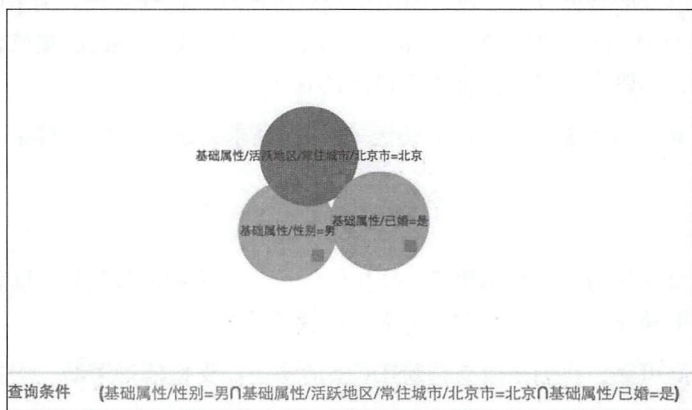 基础属性/活跃地区/常住城市/北京市=北京
基础属性/性别=男
基础属性/已婚=是
查询条件 (基础属性/性别=男∩基础属性/活跃地区/常住城市/北京市=北京∩基础属性/已婚=是)